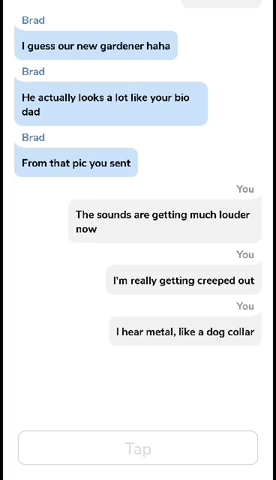 Brad
I guess our new gardener haha
Brad
He actually looks a lot like your bio
dad
Brad
From that pic you sent
You
The sounds are getting much louder
now
You
I'm really getting creeped out
You
I hear metal, like a dog collar
Tap